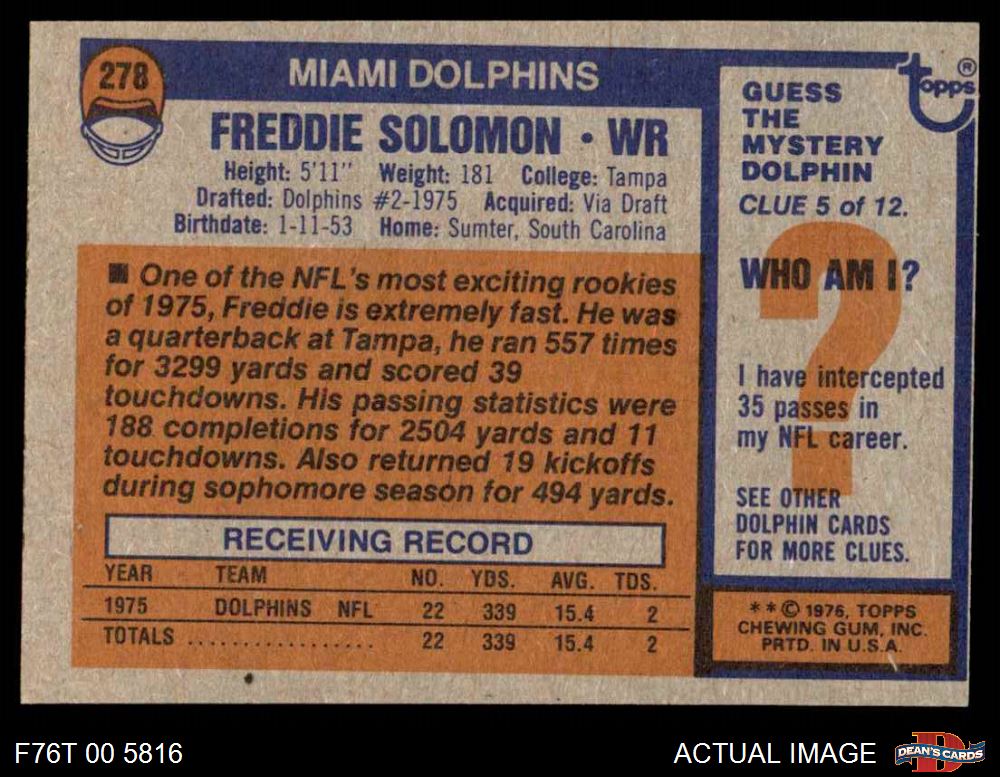 278
MIAMI DOLPHINS
FREDDIE SOLOMON • WR
Height: 5'11" Weight: 181 College: Tampa
Drafted: Dolphins #2-1975 Acquired: Via Draft
Birthdate: 1-11-53 Home: Sumter, South Carolina
■ One of the NFL's most exciting rookies
of 1975, Freddie is extremely fast. He was
a quarterback at Tampa, he ran 557 times
for 3299 yards and scored 39
touchdowns. His passing statistics were
188 completions for 2504 yards and 11
touchdowns. Also returned 19 kickoffs
during sophomore season for 494 yards.
RECEIVING RECORD
YEAR TEAM NO. YDS. AVG. TDS.
1975 DOLPHINS NFL 22 339 15.4 2
TOTALS ................. 22 339 15.4 2
topps®
GUESS
THE
MYSTERY
DOLPHIN
CLUE 5 of 12.
WHO AM I?
?
I have intercepted
35 passes in
my NFL career.
SEE OTHER
DOLPHIN CARDS
FOR MORE CLUES.
**© 1976, TOPPS
CHEWING GUM, INC.
PRTD. IN U.S.A.
F76T 00 5816
ACTUAL IMAGE
D
DEAN'S CARDS